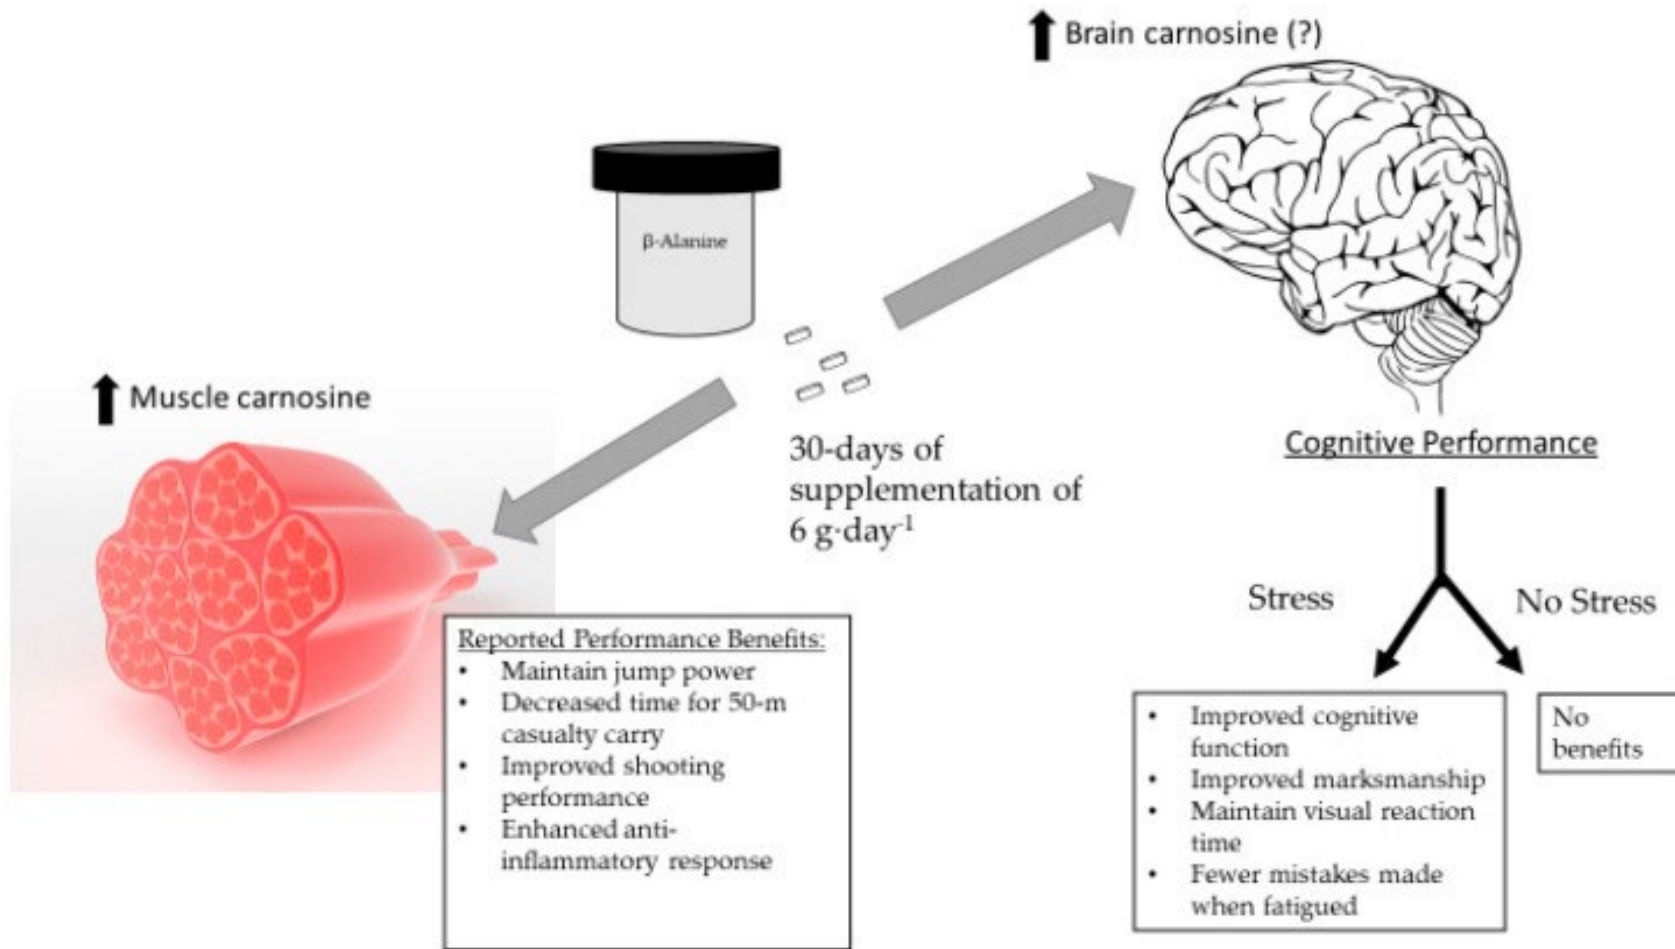 ↑ Brain carnosine (?)
β-Alanine
↑ Muscle carnosine
30-days of
supplementation of
6 g·day⁻¹
Cognitive Performance
Stress
No Stress
Reported Performance Benefits:
• Maintain jump power
• Decreased time for 50-m
casualty carry
• Improved shooting
performance
• Enhanced anti-
inflammatory response
• Improved cognitive
function
• Improved marksmanship
• Maintain visual reaction
time
• Fewer mistakes made
when fatigued
No
benefits